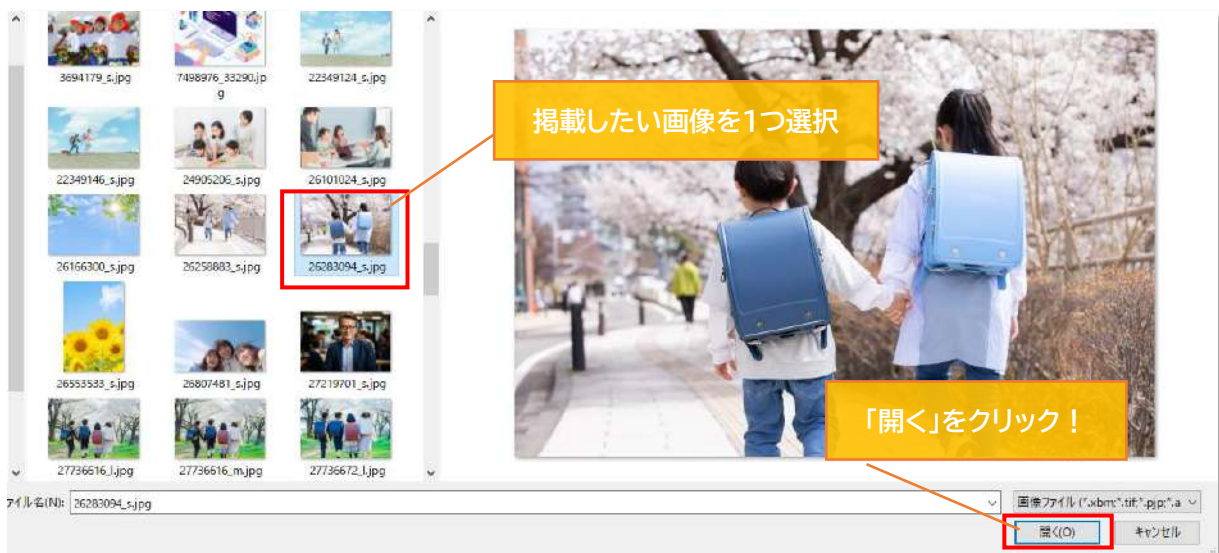 3694179_s.jpg
7498976_33290.jp
g
22349124_s.jpg
掲載したい画像を1つ選択
22349146_s.jpg
24905206_s.jpg
26101024_s.jpg
26166300_s.jpg
26258883_s.jpg
26283094_s.jpg
26553533_s.jpg
26807481_s.jpg
27219701_s.jpg
「開く」をクリック！
27736616_l.jpg
27736616_m.jpg
27736672_l.jpg
ァイル名(N): 26283094_s.jpg
画像ファイル (*.xbm;*.tif;*.pjp;*.a
開く(O)
キャンセル